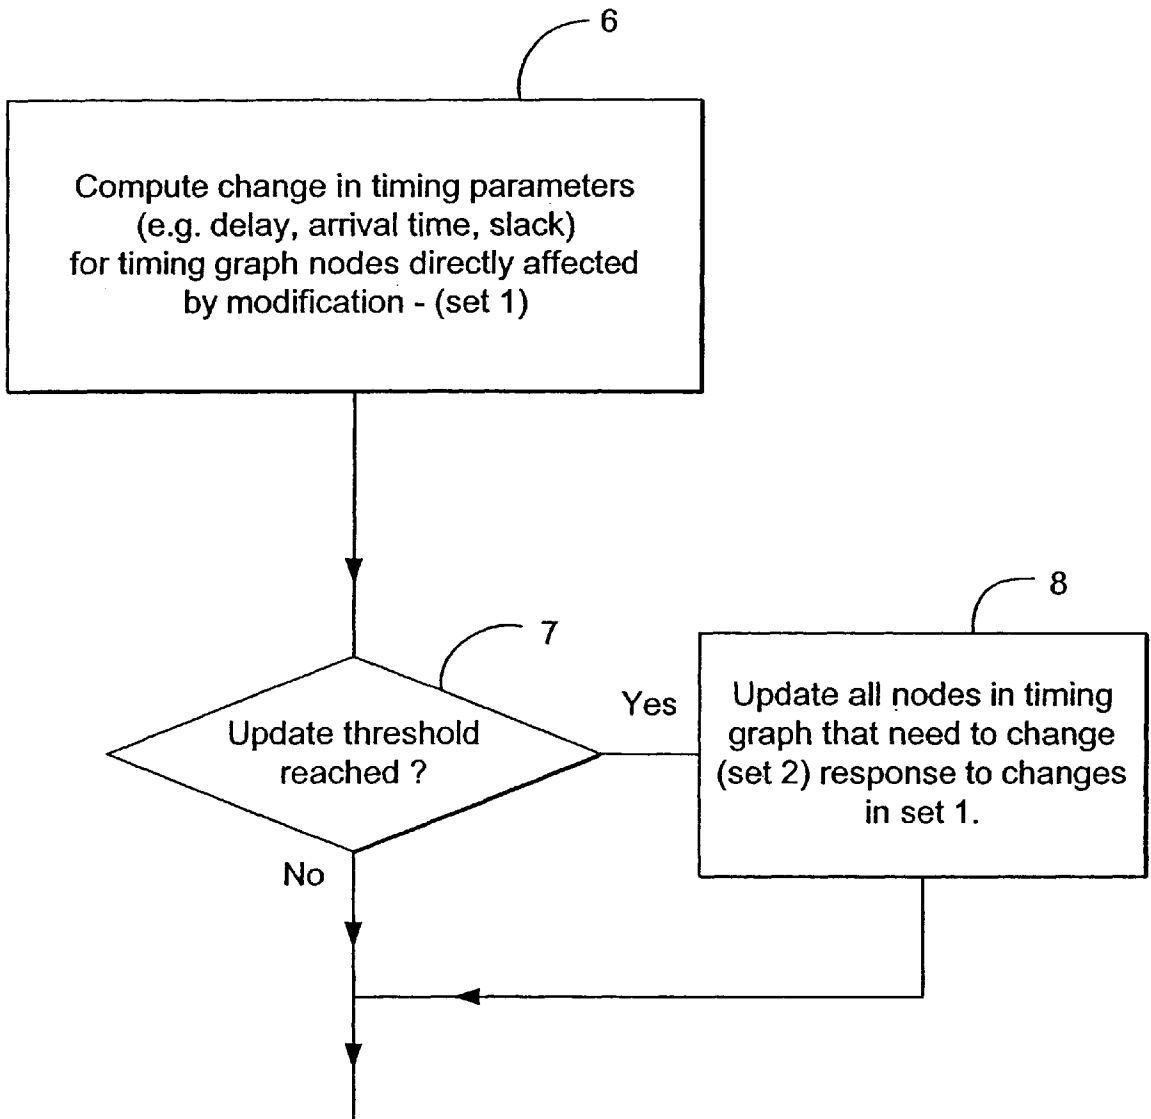 6
Compute change in timing parameters
(e.g. delay, arrival time, slack)
for timing graph nodes directly affected
by modification - (set 1)
7
Update threshold
reached ?
Yes
No
8
Update all nodes in timing
graph that need to change
(set 2) response to changes
in set 1.